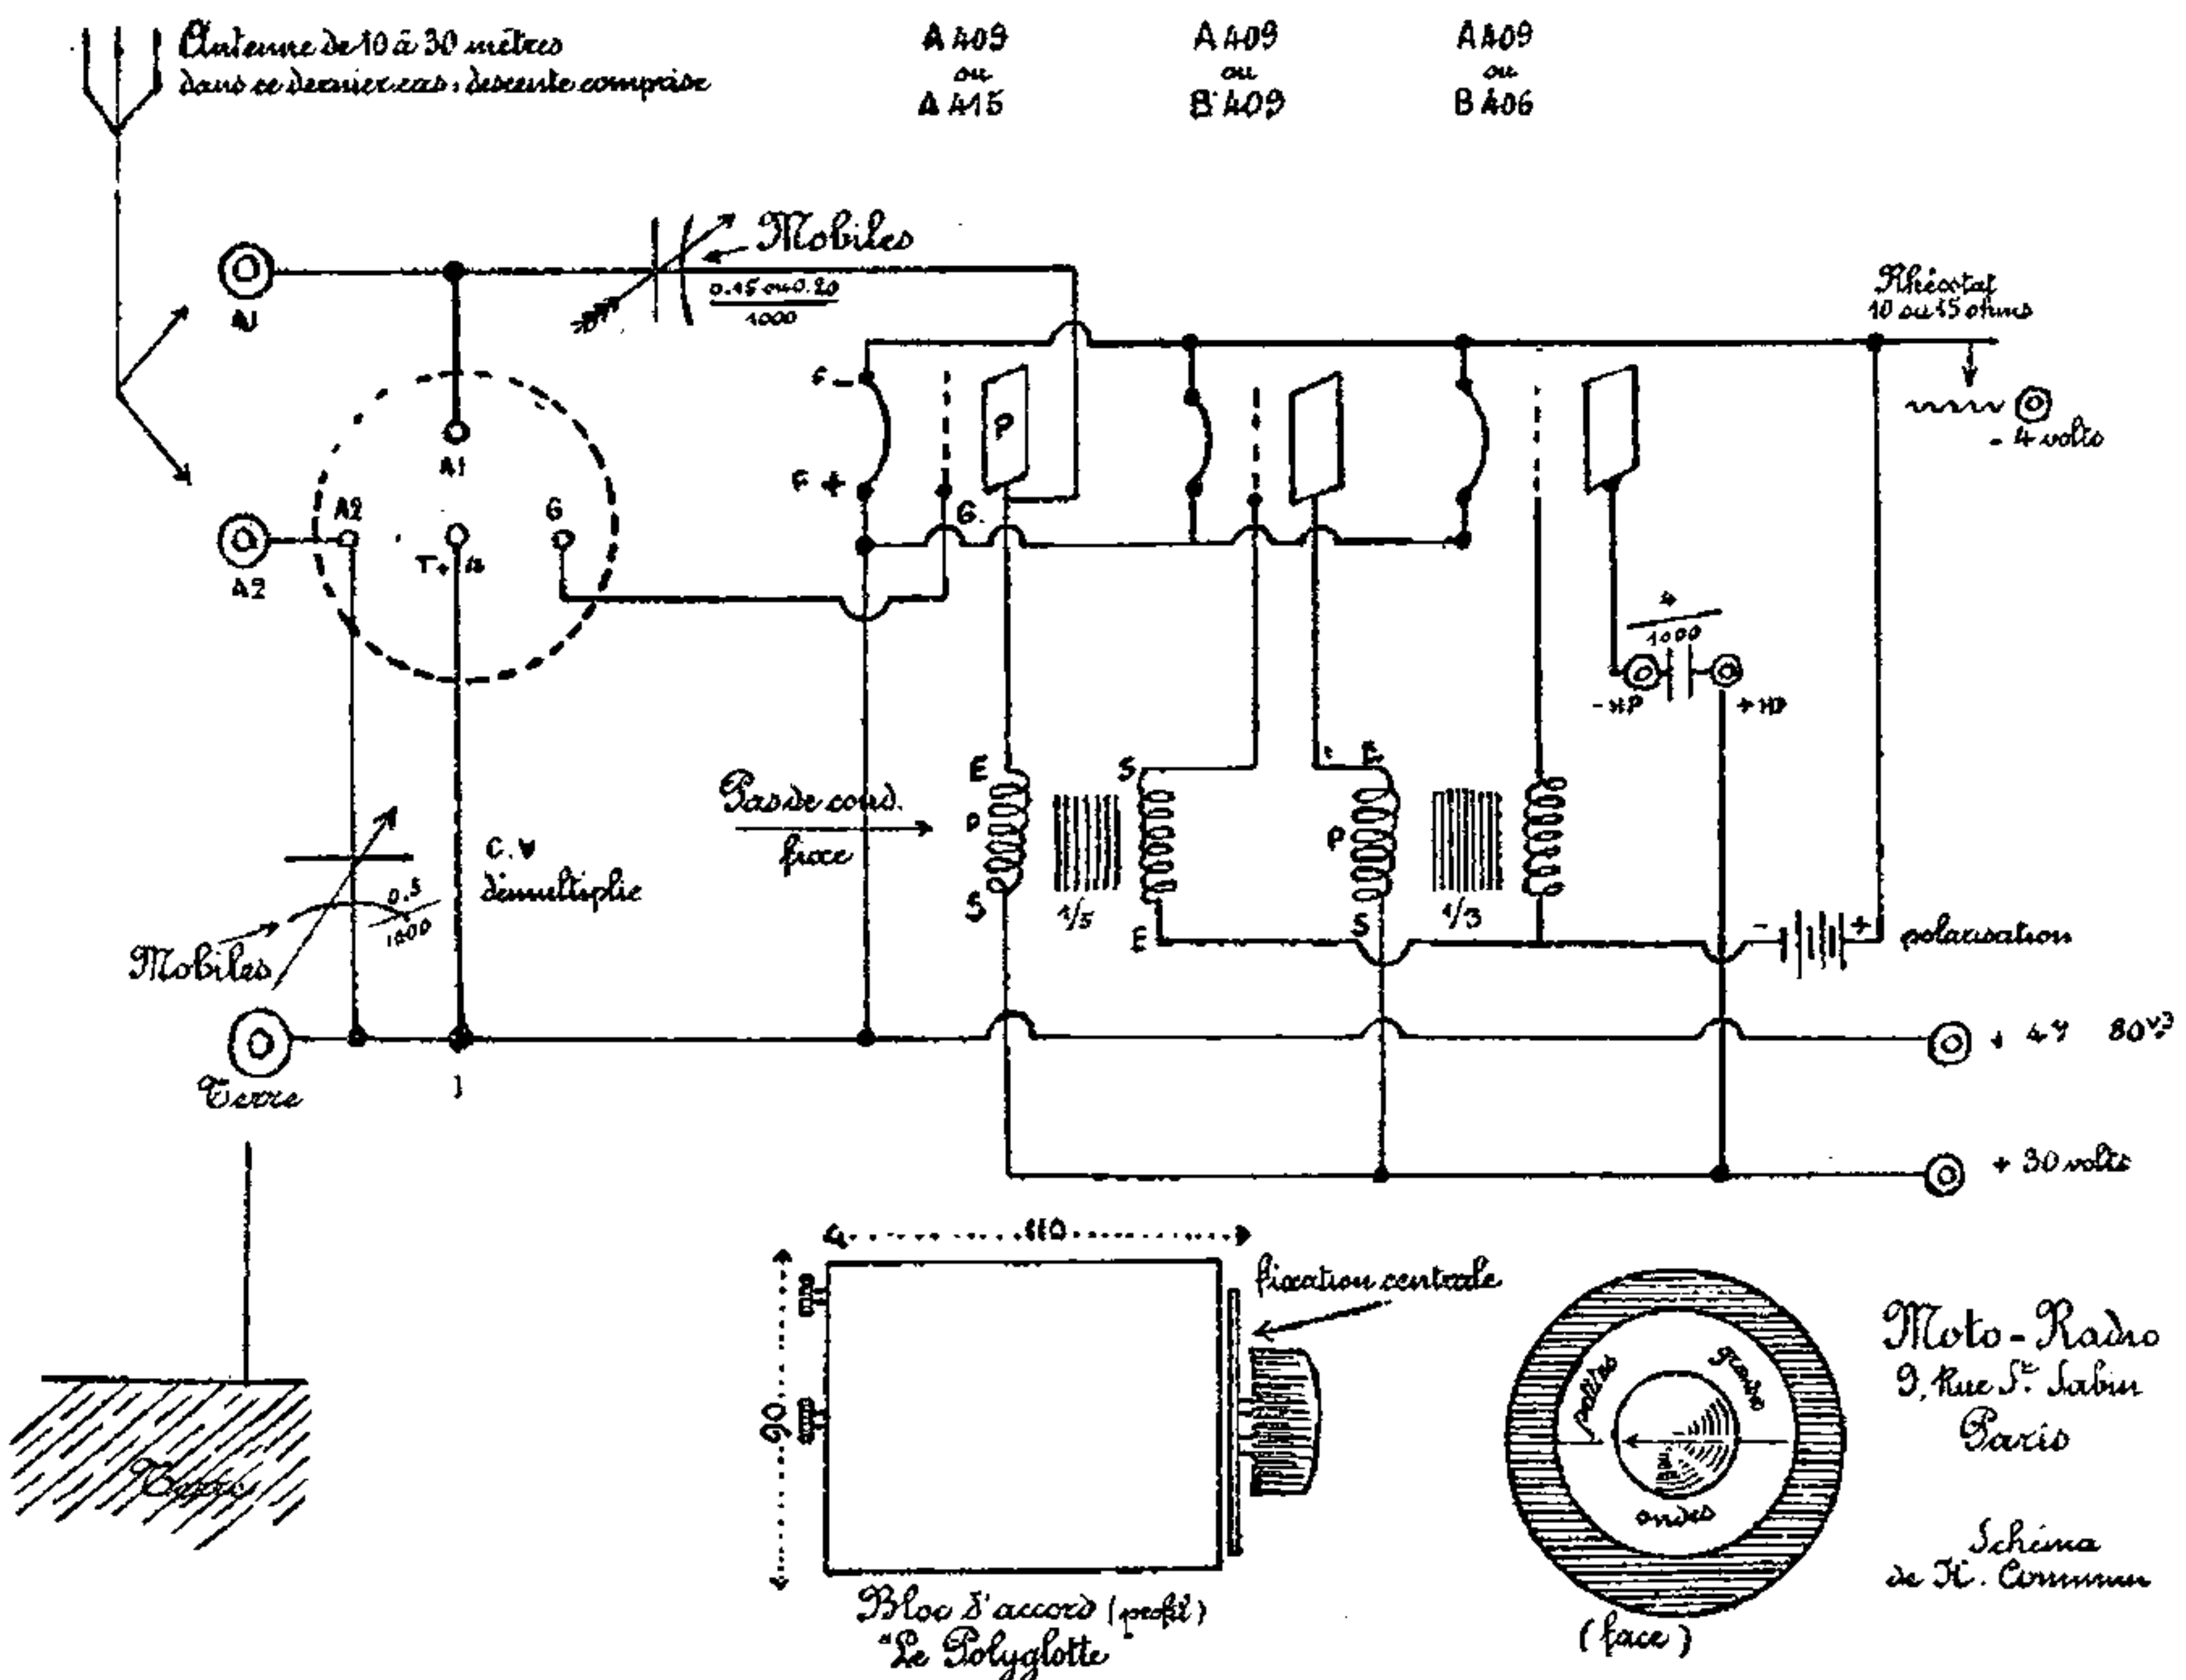 Antenne de 10 à 30 mètres
dans ce dernier cas, descente comprise
A 409
ou
A 415
A 409
ou
B 409
A 409
ou
B 406
Mobiles
0.15 ou 0.20
1000
A1
Rhéostat
10 ou 15 ohms
- 4 volts
F -
P
F +
G.
A1
A2
G
T+
A2
4
1000
- HP
+ HP
E
P
S
1/5
S
E
E
P
S
1/3
Pas de cond.
fixe
C.V
démultiplié
0.5
1000
Mobiles
- +
polarisation
Terre
+ 4 80
+ 30 volts
Terre
110
90
fixation centrale
Bloc d'accord (profil)
"Le Polyglotte"
petites
Grandes
ondes
(face)
Moto-Radio
9, Rue St. Sabin
Paris
Schéma
de